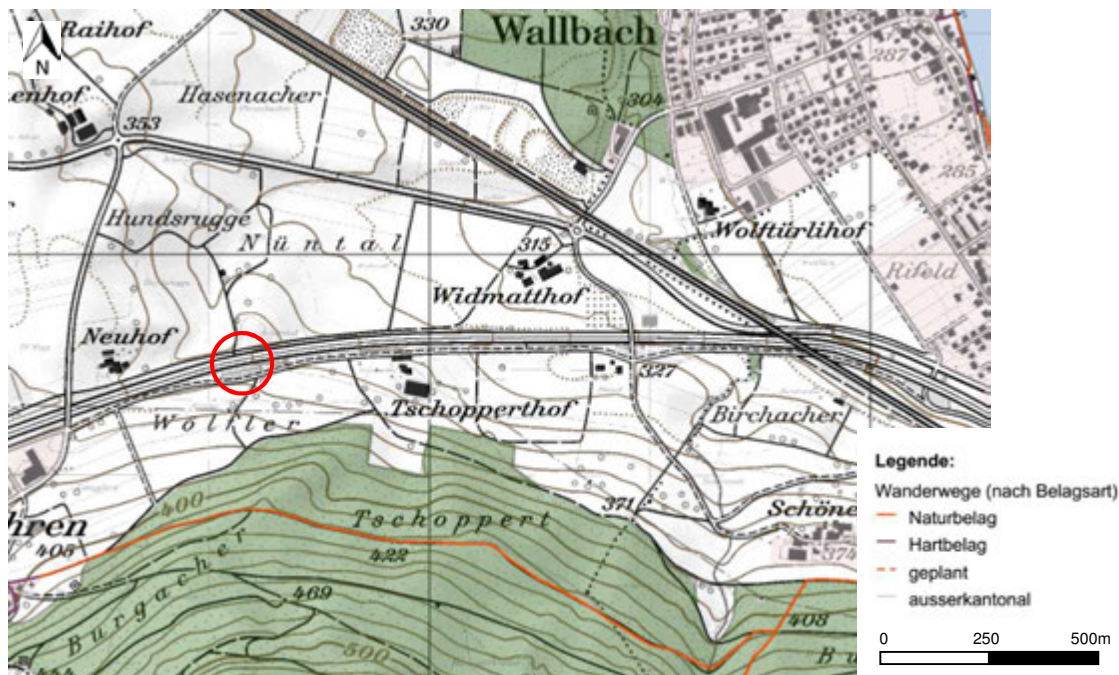 N
Raihof
330
Wallbach
287
enhof
Hasenacher
304
353
285
Hundsrugge
Nüntal
315
Wolftürlihof
Rifeld
Widmatthof
Neuhof
327
Tschopperthof
Birchacher
Wolfler
400
371
Schöne
hren
405
Tschoppert
374
422
Burgacher
469
408
500
Bu
Legende:
Wanderwege (nach Belagsart)
Naturbelag
Hartbelag
geplant
ausserkantonal
0 250 500m